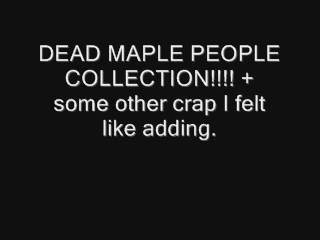 DEAD MAPLE PEOPLE
COLLECTION!!!! +
some other crap I felt
like adding.